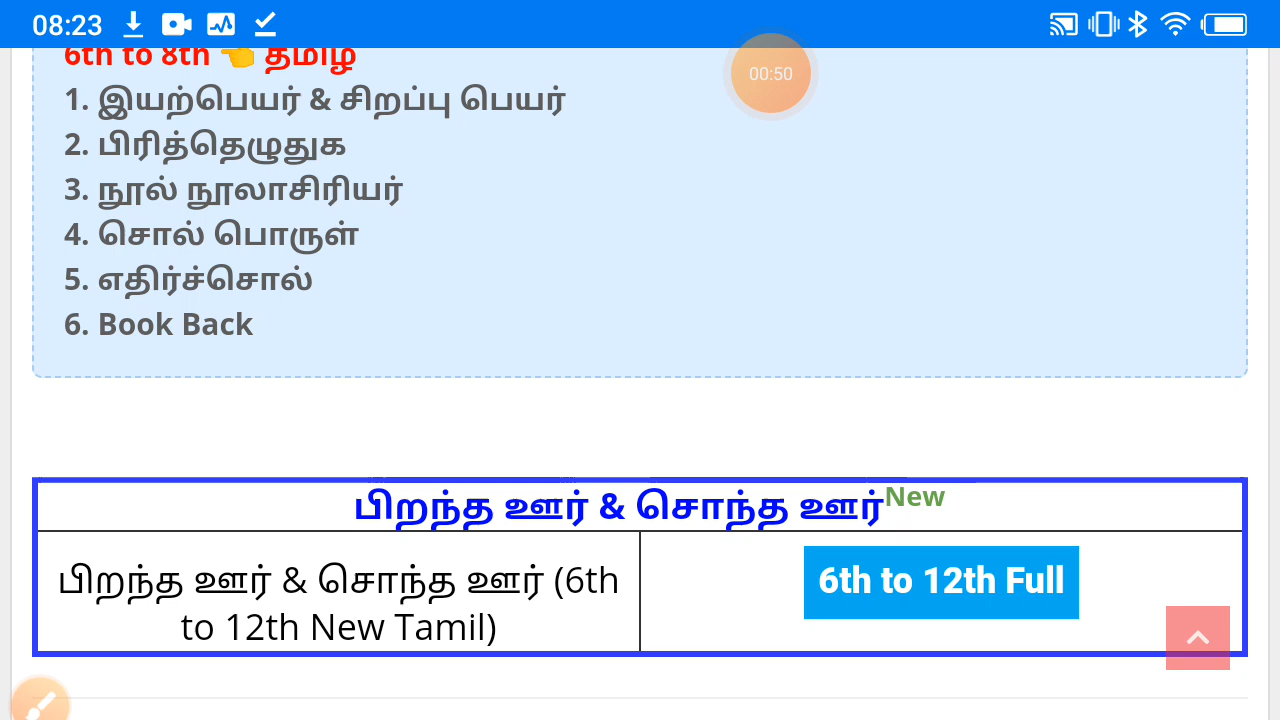 08:23
6th to 8th 👈 தமிழ்
00:50
1. இயற்பெயர் & சிறப்பு பெயர்
2. பிரித்தெழுதுக
3. நூல் நூலாசிரியர்
4. சொல் பொருள்
5. எதிர்ச்சொல்
6. Book Back
பிறந்த ஊர் & சொந்த ஊர்New
பிறந்த ஊர் & சொந்த ஊர் (6th
to 12th New Tamil)
6th to 12th Full